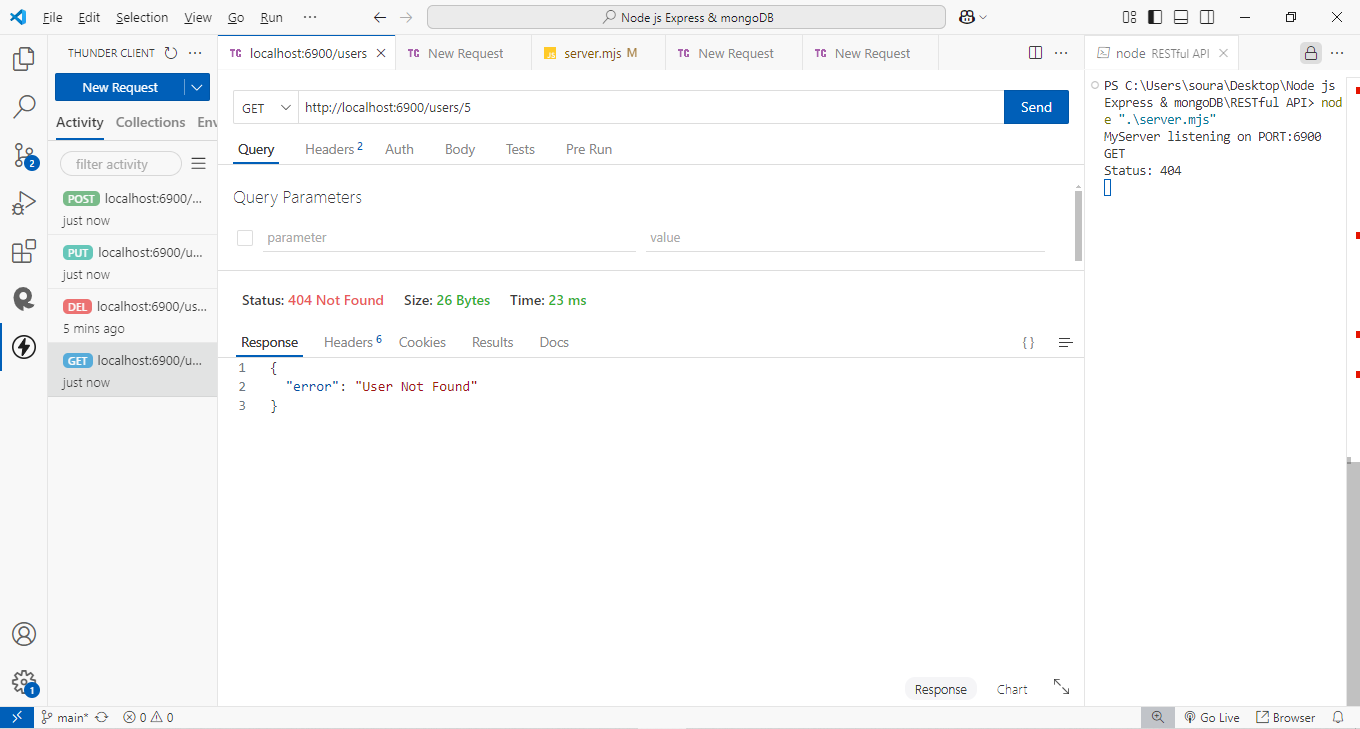 File Edit Selection View Go Run ··· Node js Express & mongoDB
THUNDER CLIENT
New Request
Activity Collections Env
filter activity
POST localhost:6900/...
just now
PUT localhost:6900/u...
just now
DEL localhost:6900/us...
5 mins ago
GET localhost:6900/u...
just now
TC localhost:6900/users TC New Request JS server.mjs M TC New Request TC New Request
GET http://localhost:6900/users/5 Send
Query Headers 2 Auth Body Tests Pre Run
Query Parameters
parameter value
Status: 404 Not Found Size: 26 Bytes Time: 23 ms
Response Headers 6 Cookies Results Docs { }
1 {
2 "error": "User Not Found"
3 }
Response Chart
node RESTful API
PS C:\Users\soura\Desktop\Node js
Express & mongoDB\RESTful API> nod
e ".\server.mjs"
MyServer listening on PORT:6900
GET
Status: 404
2
1
main* 0 0 Go Live Browser